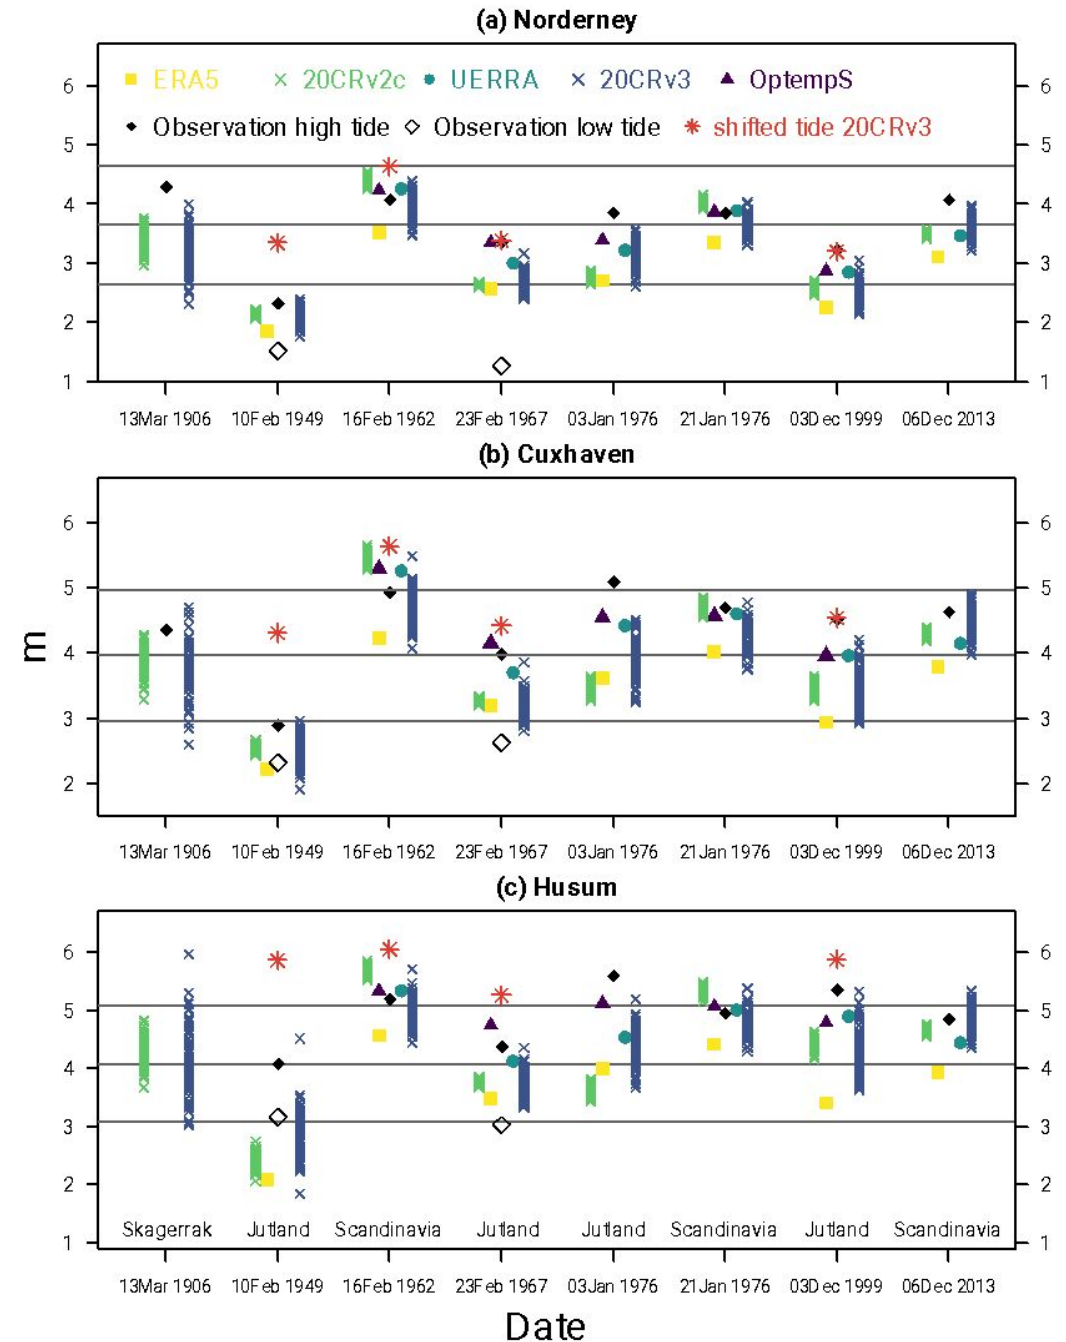 (a) Norderney
ERA5 20CRv2c UERRA 20CRv3 OptempS
Observation high tide Observation low tide shifted tide 20CRv3
6 6
5 5
4 4
3 3
2 2
1 1
13Mar 1906 10Feb 1949 16Feb 1962 23Feb 1967 03Jan 1976 21Jan 1976 03Dec 1999 06Dec 2013
(b) Cuxhaven
6 6
5 5
4 4
m
3 3
2 2
13Mar 1906 10Feb 1949 16Feb 1962 23Feb 1967 03Jan 1976 21Jan 1976 03Dec 1999 06Dec 2013
(c) Husum
6 6
5 5
4 4
3 3
2 2
Skagerrak Jutland Scandinavia Jutland Jutland Scandinavia Jutland Scandinavia
1 1
13Mar 1906 10Feb 1949 16Feb 1962 23Feb 1967 03Jan 1976 21Jan 1976 03Dec 1999 06Dec 2013
Date